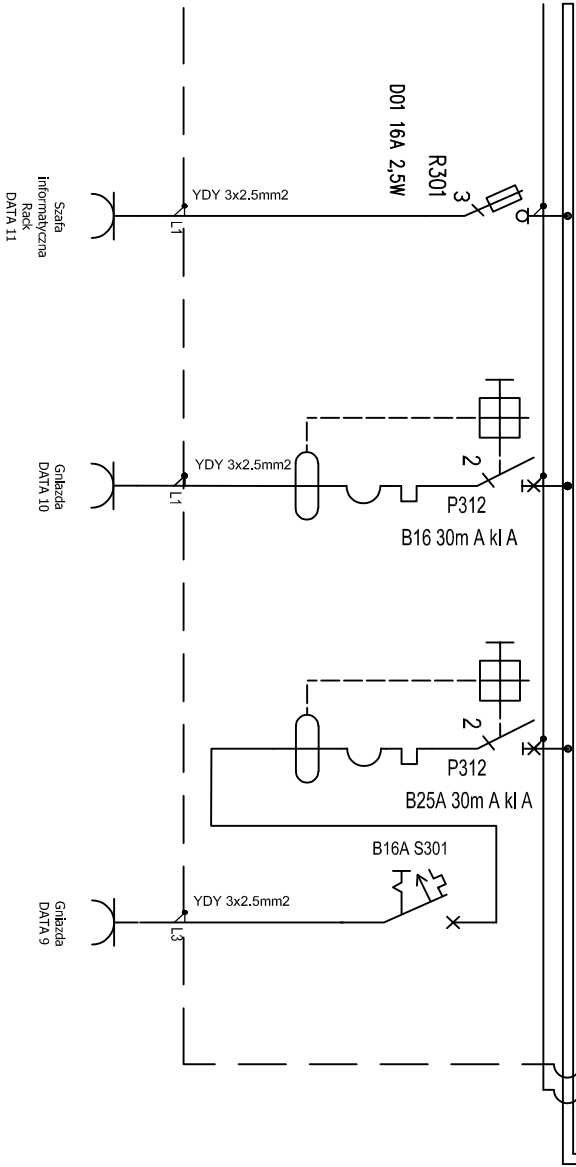 R301
3
D01 16A 2,5W
YDY 3x2.5mm2
L1
Szafa
informatyczna
Rack
DATA 11
2
P312
B16 30m A kl A
YDY 3x2.5mm2
L1
Gniazda
DATA 10
2
P312
B25A 30m A kl A
B16A S301
YDY 3x2.5mm2
L3
Gniazda
DATA 9